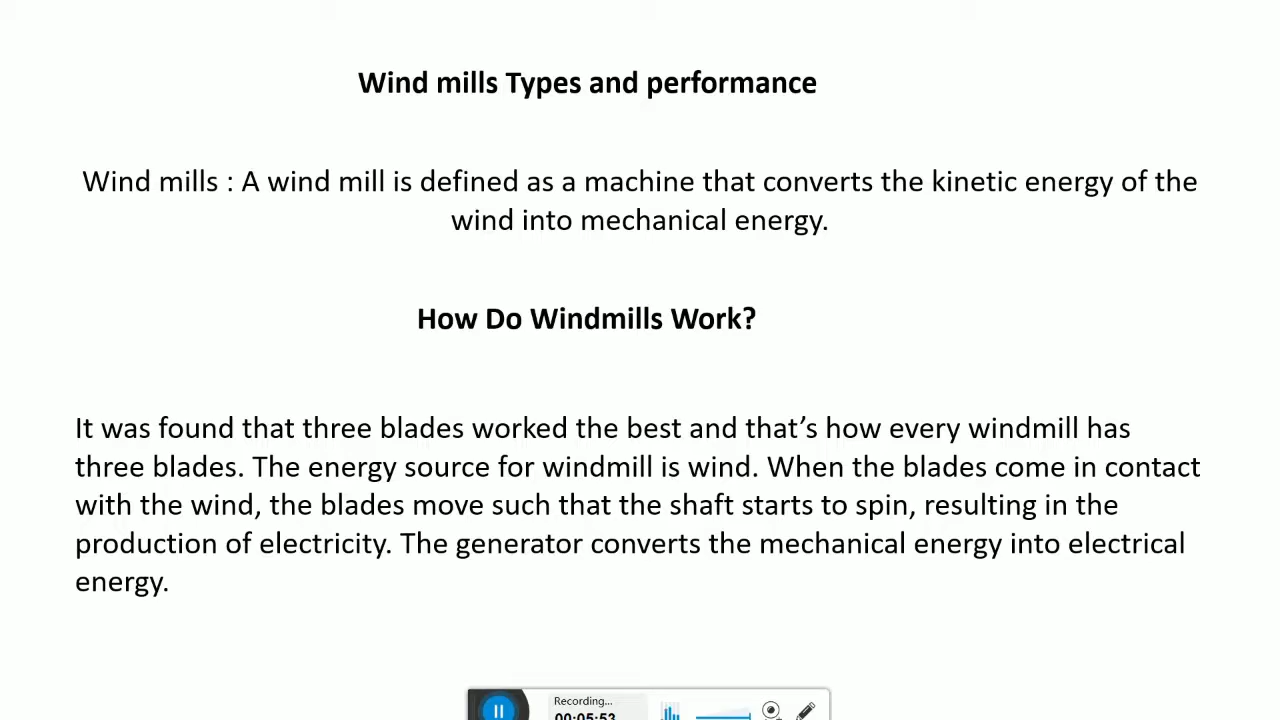 Wind mills Types and performance
Wind mills : A wind mill is defined as a machine that converts the kinetic energy of the
wind into mechanical energy.
How Do Windmills Work?
It was found that three blades worked the best and that’s how every windmill has
three blades. The energy source for windmill is wind. When the blades come in contact
with the wind, the blades move such that the shaft starts to spin, resulting in the
production of electricity. The generator converts the mechanical energy into electrical
energy.
Recording...
00:05:53